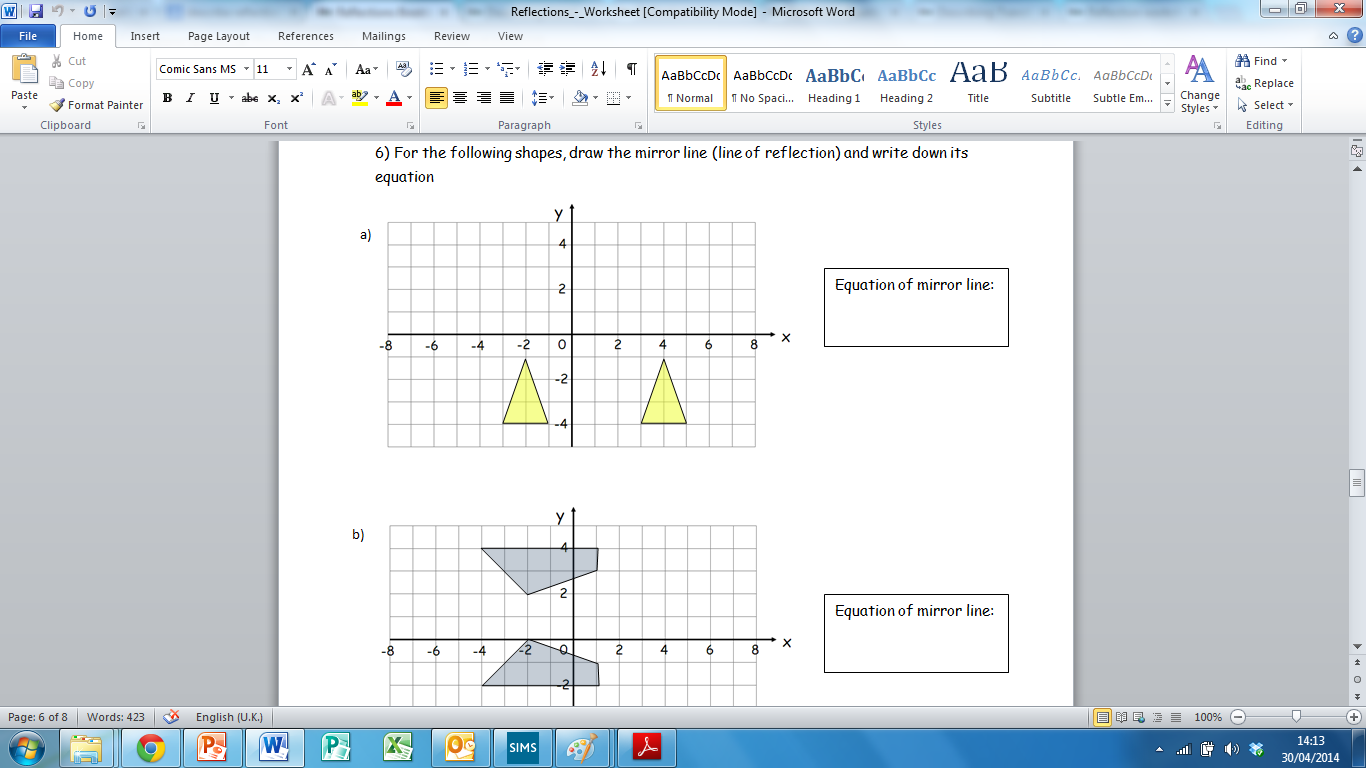 Reflections_-_Worksheet [Compatibility Mode] - Microsoft Word
File Home Insert Page Layout References Mailings Review View
Paste
Cut
Copy
Format Painter
Clipboard
Comic Sans MS 11
Font
Paragraph
AaBbCcDc AaBbCcDc AaBbCc AaBbCc AaB AaBbCc. AaBbCcDc
¶ Normal ¶ No Spaci... Heading 1 Heading 2 Title Subtitle Subtle Em...
Change Styles
Styles
Find
Replace
Select
Editing
6) For the following shapes, draw the mirror line (line of reflection) and write down its
equation
a)
y
4
2
-8 -6 -4 -2 0 2 4 6 8 x
-2
-4
Equation of mirror line:
b)
y
4
2
-8 -6 -4 -2 0 2 4 6 8 x
-2
Equation of mirror line:
Page: 6 of 8 Words: 423 English (U.K.) 100%
SIMS
14:13
30/04/2014